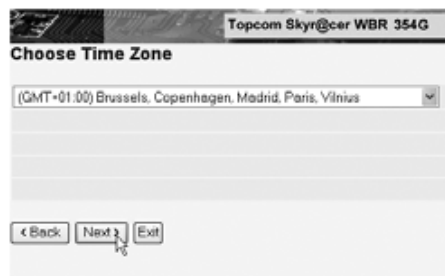 Topcom Skyr@cer WBR 354G
Choose Time Zone
(GMT+01:00) Brussels, Copenhagen, Madrid, Paris, Vilnius
< Back Next > Exit